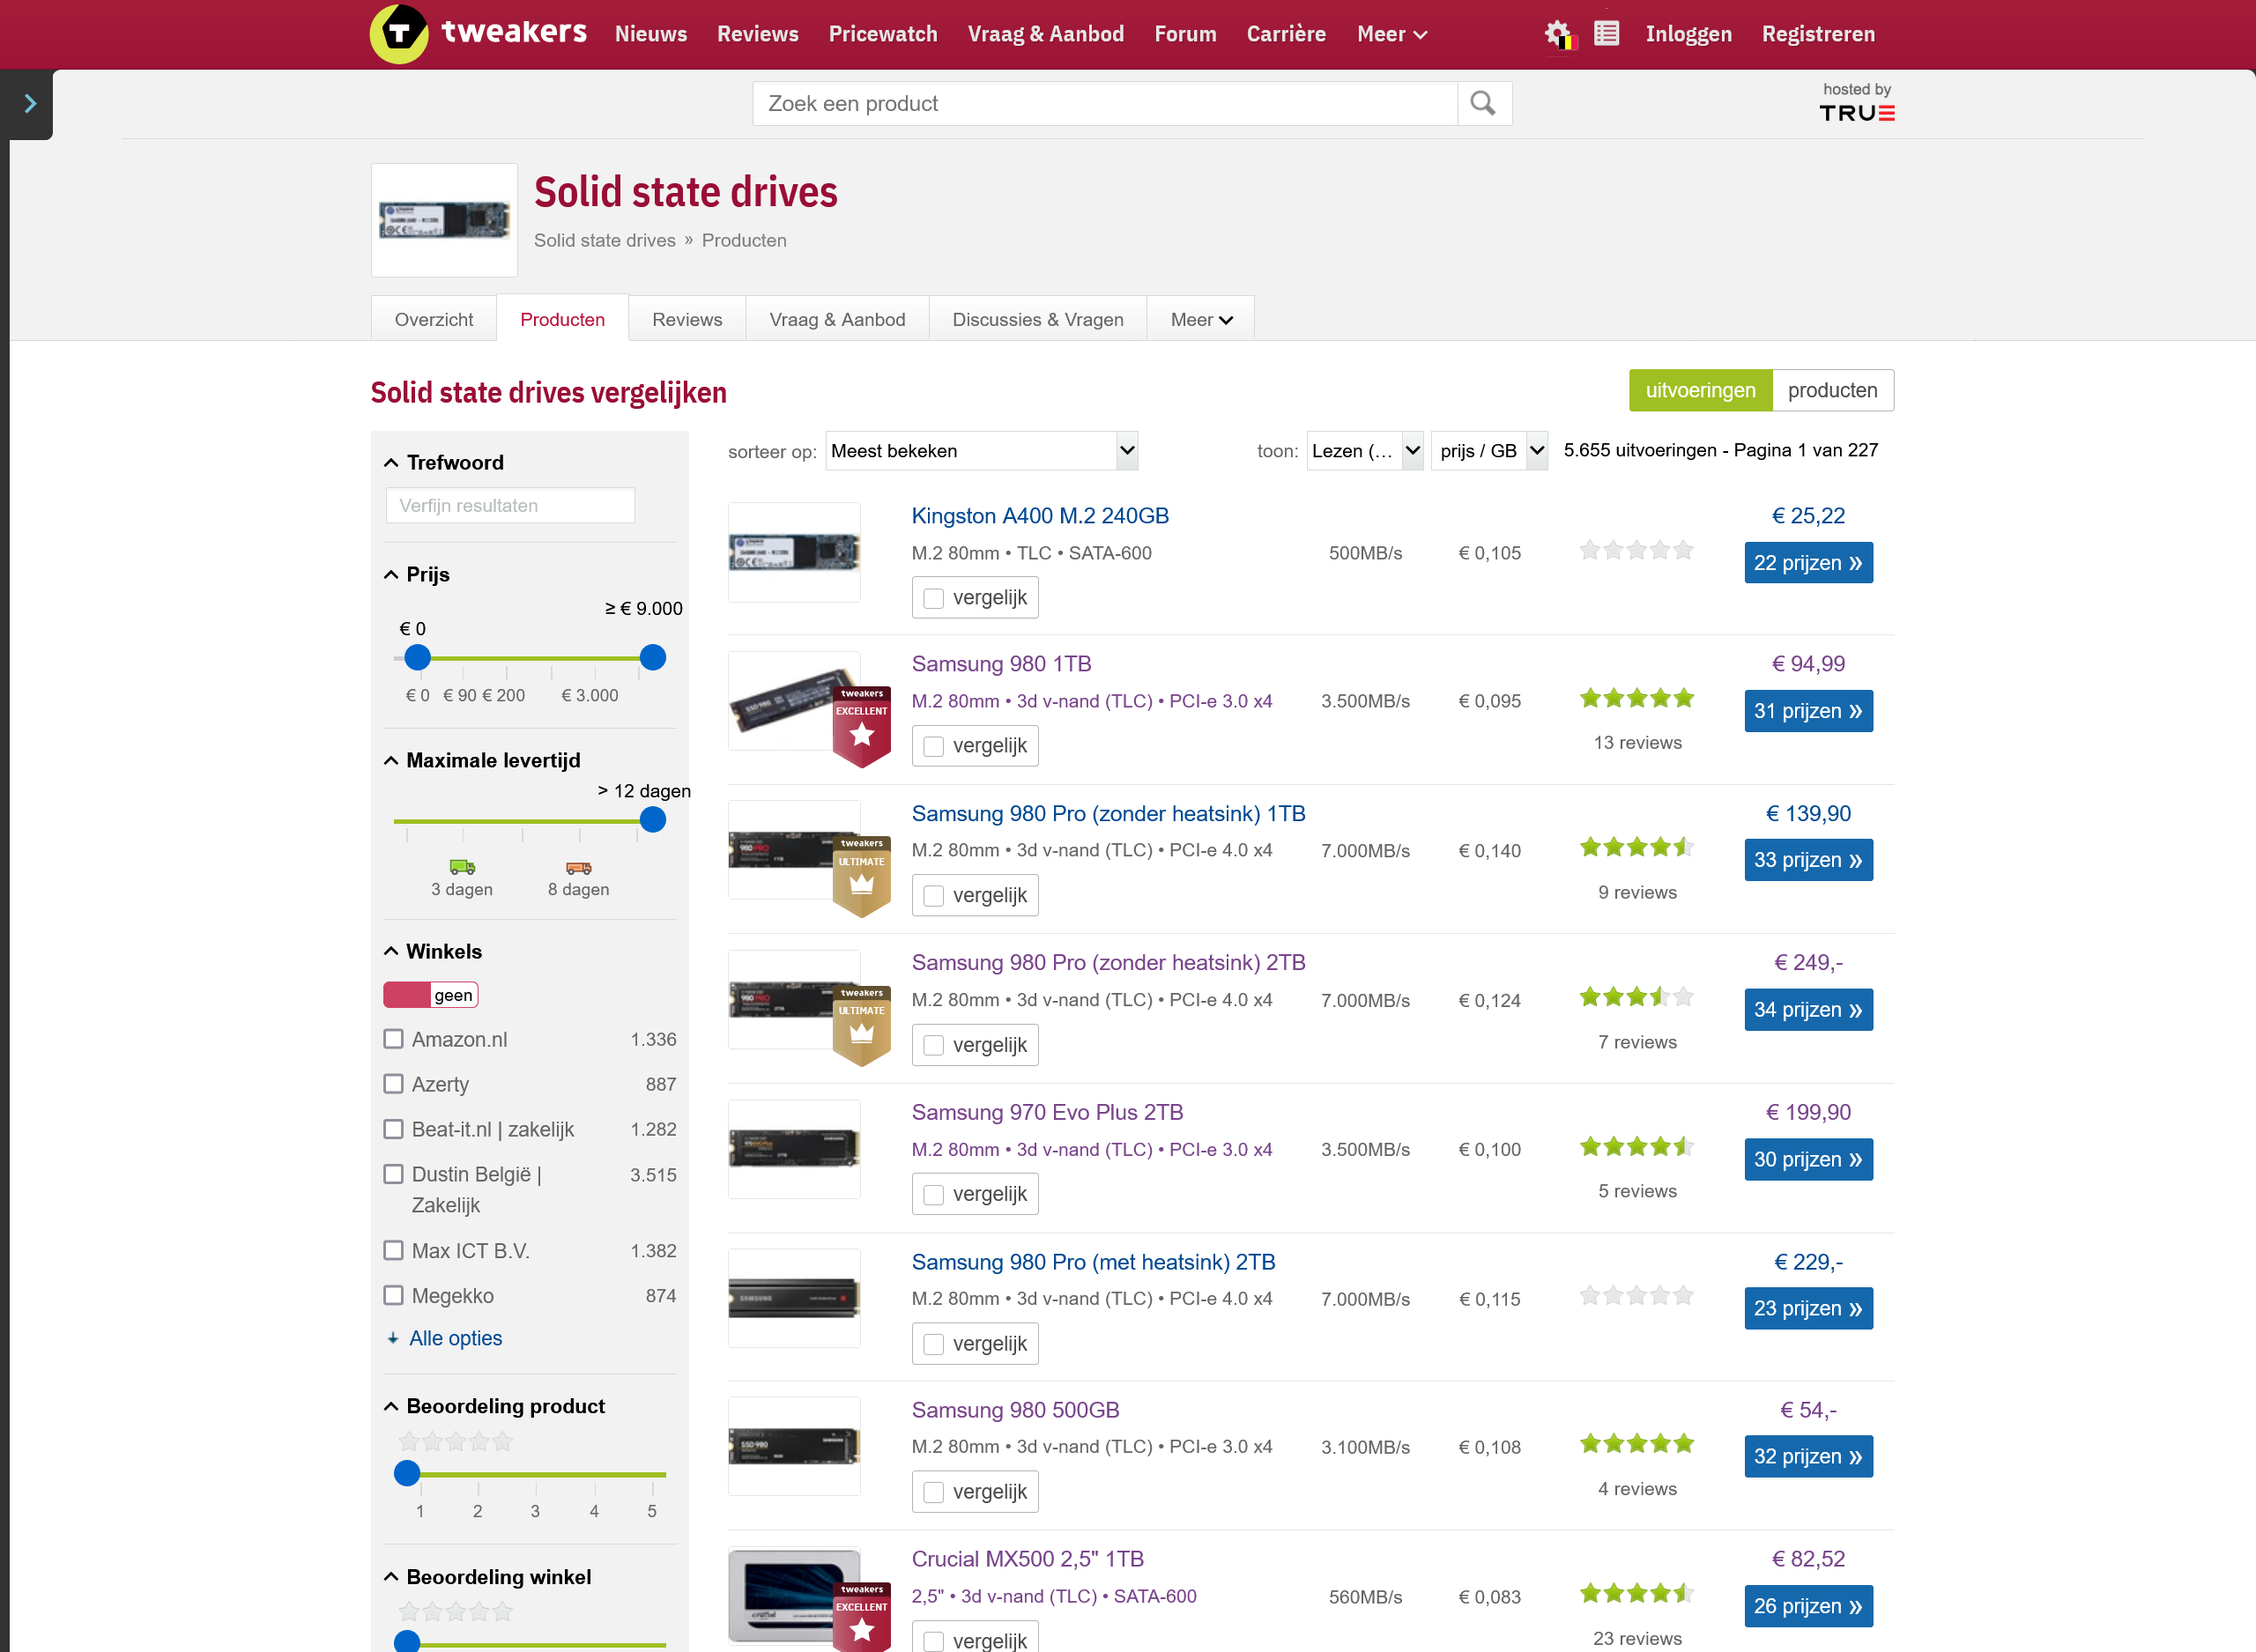 tweakers
Nieuws
Reviews
Pricewatch
Vraag & Aanbod
Forum
Carrière
Meer
Inloggen
Registreren
Zoek een product
hosted by
TRUE
Solid state drives
Solid state drives » Producten
Overzicht
Producten
Reviews
Vraag & Aanbod
Discussies & Vragen
Meer
Solid state drives vergelijken
uitvoeringen
producten
Trefwoord
Verfijn resultaten
Prijs
≥ € 9.000
€ 0
€ 0 € 90 € 200 € 3.000
Maximale levertijd
> 12 dagen
3 dagen
8 dagen
Winkels
geen
Amazon.nl 1.336
Azerty 887
Beat-it.nl | zakelijk 1.282
Dustin België | 3.515
Zakelijk
Max ICT B.V. 1.382
Megekko 874
Alle opties
Beoordeling product
1 2 3 4 5
Beoordeling winkel
sorteer op: Meest bekeken
toon: Lezen (... prijs / GB 5.655 uitvoeringen - Pagina 1 van 227
Kingston A400 M.2 240GB
€ 25,22
M.2 80mm • TLC • SATA-600
500MB/s
€ 0,105
22 prijzen »
vergelijk
Samsung 980 1TB
€ 94,99
tweakers
EXCELLENT
M.2 80mm • 3d v-nand (TLC) • PCI-e 3.0 x4
3.500MB/s
€ 0,095
31 prijzen »
13 reviews
vergelijk
Samsung 980 Pro (zonder heatsink) 1TB
€ 139,90
tweakers
ULTIMATE
M.2 80mm • 3d v-nand (TLC) • PCI-e 4.0 x4
7.000MB/s
€ 0,140
33 prijzen »
9 reviews
vergelijk
Samsung 980 Pro (zonder heatsink) 2TB
€ 249,-
tweakers
ULTIMATE
M.2 80mm • 3d v-nand (TLC) • PCI-e 4.0 x4
7.000MB/s
€ 0,124
34 prijzen »
7 reviews
vergelijk
Samsung 970 Evo Plus 2TB
€ 199,90
M.2 80mm • 3d v-nand (TLC) • PCI-e 3.0 x4
3.500MB/s
€ 0,100
30 prijzen »
5 reviews
vergelijk
Samsung 980 Pro (met heatsink) 2TB
€ 229,-
SAMSUNG
M.2 80mm • 3d v-nand (TLC) • PCI-e 4.0 x4
7.000MB/s
€ 0,115
23 prijzen »
vergelijk
Samsung 980 500GB
€ 54,-
SSD 980
M.2 80mm • 3d v-nand (TLC) • PCI-e 3.0 x4
3.100MB/s
€ 0,108
32 prijzen »
4 reviews
vergelijk
Crucial MX500 2,5" 1TB
€ 82,52
crucial
tweakers
EXCELLENT
2,5" • 3d v-nand (TLC) • SATA-600
560MB/s
€ 0,083
26 prijzen »
23 reviews
vergelijk